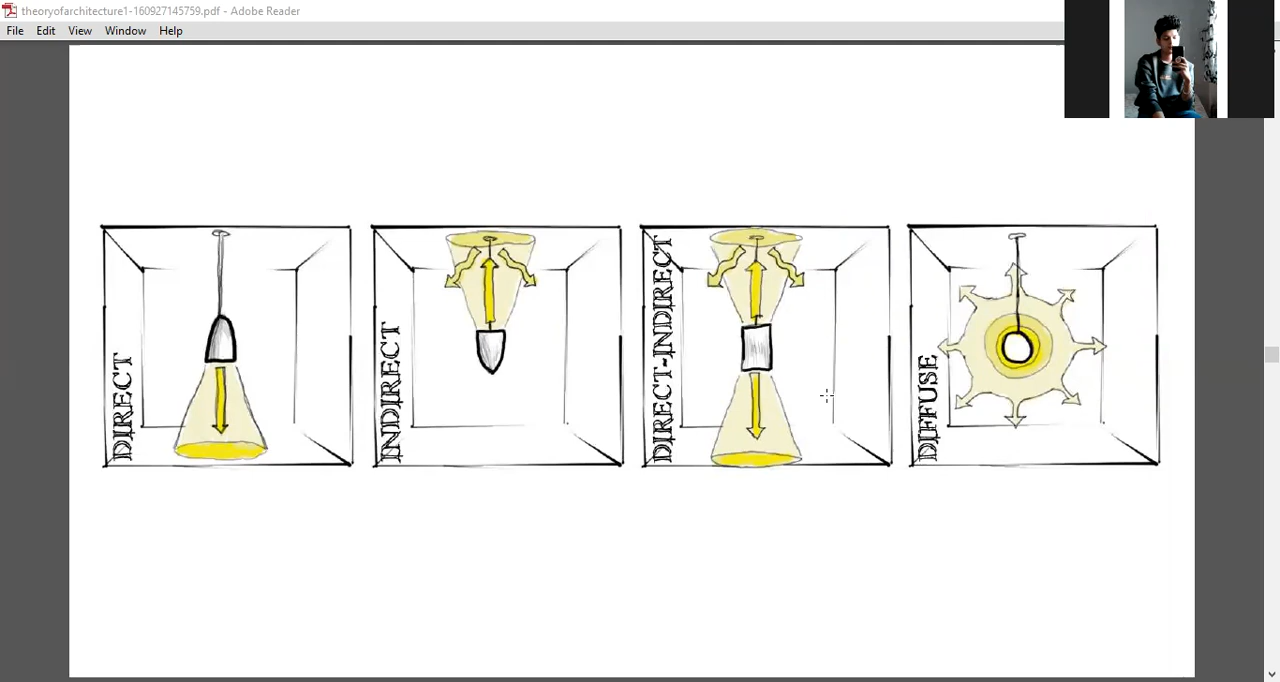 theoryofarchitecture1-160927145759.pdf - Adobe Reader
File Edit View Window Help
DIRECT
INDIRECT
DIRECT-INDIRECT
DIFFUSE